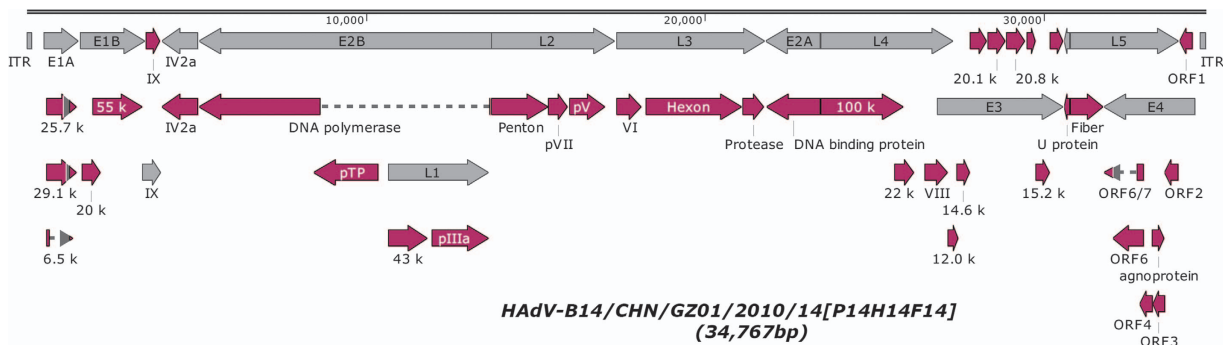 10,000 20,000 30,000
E1B E2B L2 L3 E2A L4 L5
ITR E1A IX IV2a 20.1 k 20.8 k ORF1 ITR
55 k pV Hexon 100 k E3 E4
25.7 k IV2a DNA polymerase Penton pVII VI Protease DNA binding protein U protein Fiber
pTP L1
29.1 k 20 k IX 22 k VIII 14.6 k 15.2 k ORF6/7 ORF2
pIIIa
6.5 k 43 k 12.0 k ORF6 agnoprotein
HAdV-B14/CHN/GZ01/2010/14[P14H14F14]
(34,767bp)
ORF4 ORF3